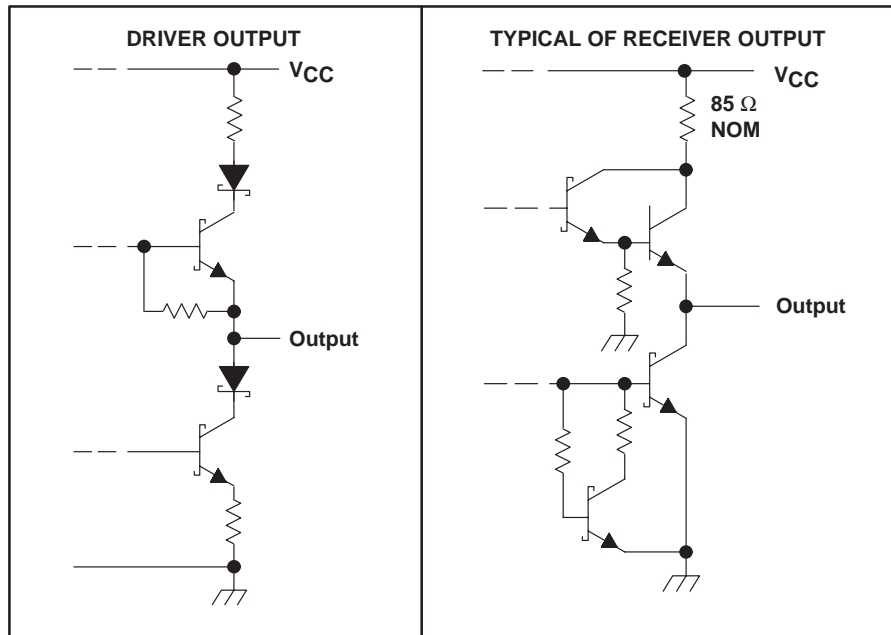 DRIVER OUTPUT
VCC
Output
TYPICAL OF RECEIVER OUTPUT
VCC
85 Ω
NOM
Output